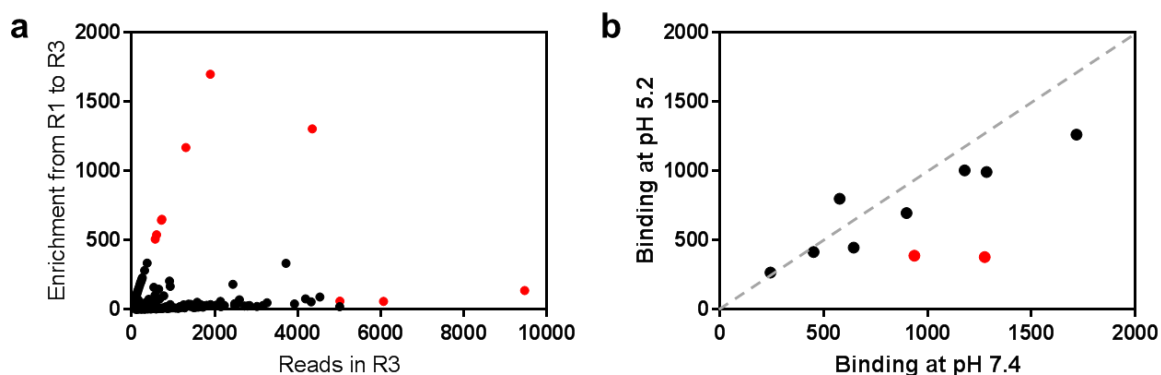 a
Enrichment from R1 to R3
2000
1500
1000
500
0
0 2000 4000 6000 8000 10000
Reads in R3
b
Binding at pH 5.2
2000
1500
1000
500
0
0 500 1000 1500 2000
Binding at pH 7.4